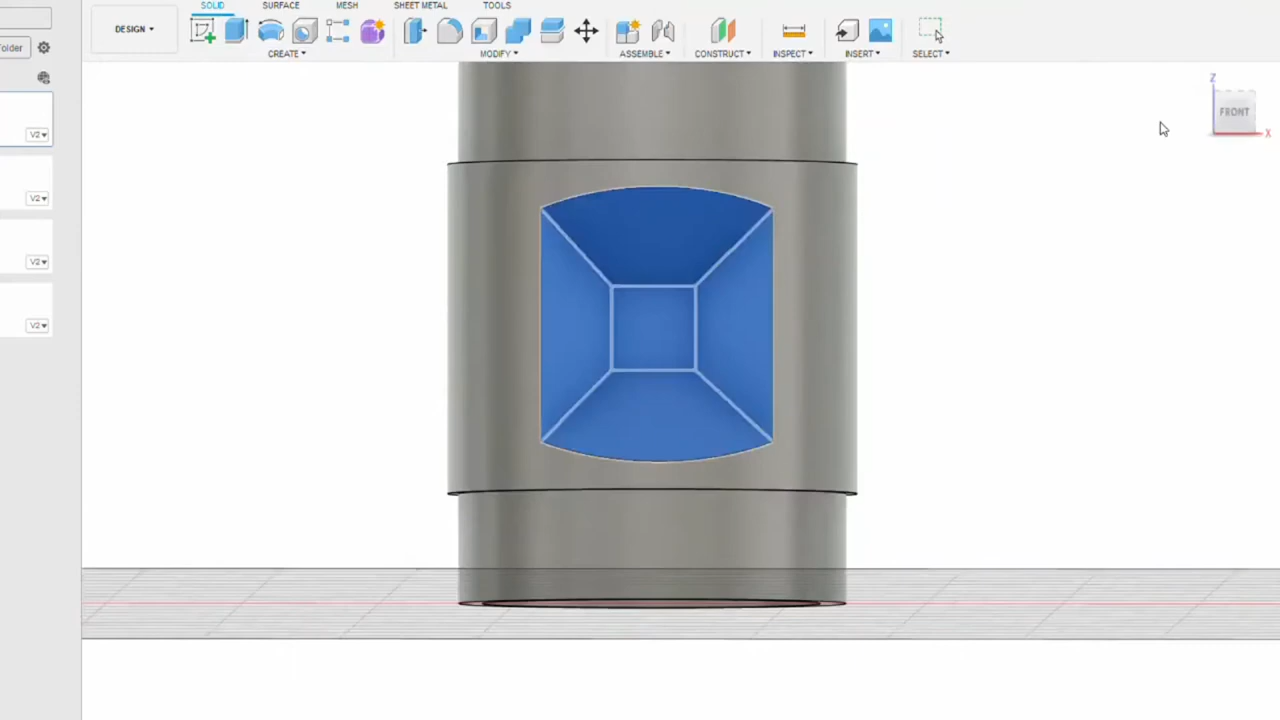 SOLID SURFACE MESH SHEET METAL TOOLS
DESIGN
CREATE MODIFY ASSEMBLE CONSTRUCT INSPECT INSERT SELECT
older
V2
V2
V2
V2
Z
FRONT
X